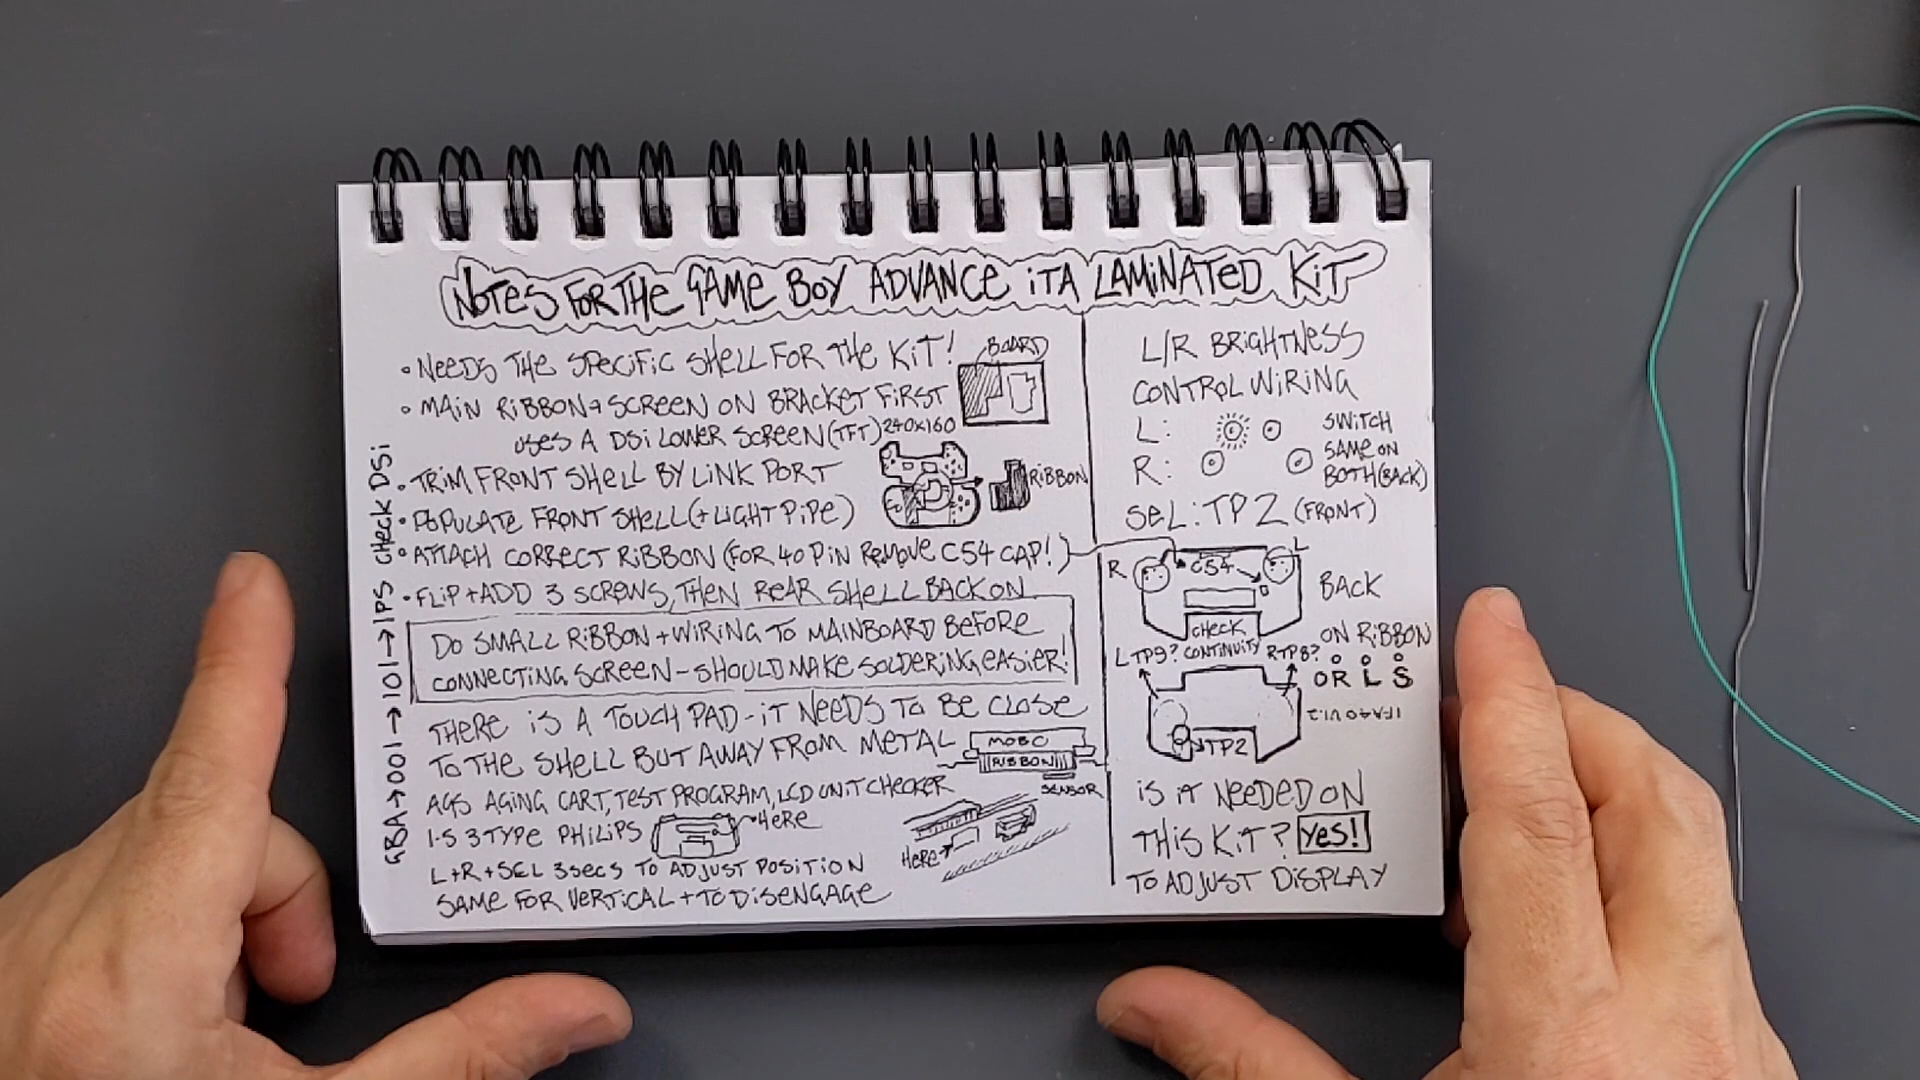 NOTES FOR THE GAME BOY ADVANCE iTA LAMINATED KIT
• NEEDS THE SPECIFIC SHELL FOR THE KIT!
BOARD
• MAIN RIBBON + SCREEN ON BRACKET FIRST
USES A DSi LOWER SCREEN (TFT) 240x160
• TRIM FRONT SHELL BY LINK PORT
RIBBON
• POPULATE FRONT SHELL (+ LIGHT PIPE)
• ATTACH CORRECT RIBBON (FOR 40 PIN REMOVE C54 CAP!)
• FLIP + ADD 3 SCREWS, THEN REAR SHELL BACK ON
DO SMALL RIBBON + WIRING TO MAINBOARD BEFORE
CONNECTING SCREEN - SHOULD MAKE SOLDERING EASIER!
THERE IS A TOUCH PAD - IT NEEDS TO BE CLOSE
TO THE SHELL BUT AWAY FROM METAL
MOBO
RIBBON
SENSOR
AGS AGING CART, TEST PROGRAM, LCD UNIT CHECKER
1-S 3 TYPE PHILIPS
HERE
HERE
L+R+SEL 3 SECS TO ADJUST POSITION
SAME FOR VERTICAL + TO DISENGAGE
GBA → 001 → 101 → IPS CHECK DSi
L/R BRIGHTNESS
CONTROL WIRING
L:
R:
SWITCH
SAME ON
BOTH (BACK)
SEL: TP2 (FRONT)
R
C54
L
BACK
CHECK
CONTINUITY
L TP9?
R TP8?
ON RIBBON
OR L S
1FA40 V1.2
TP2
IS IT NEEDED ON
THIS KIT? YES!
TO ADJUST DISPLAY